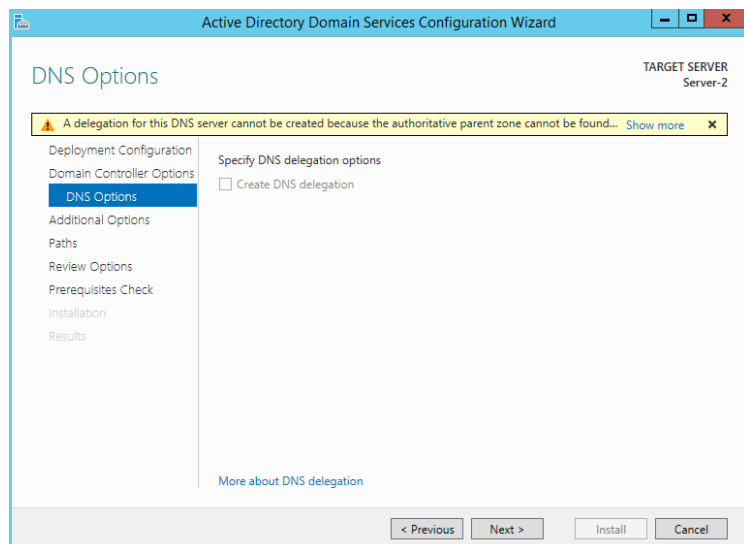 Active Directory Domain Services Configuration Wizard
DNS Options
TARGET SERVER
Server-2
A delegation for this DNS server cannot be created because the authoritative parent zone cannot be found... Show more
Deployment Configuration
Domain Controller Options
DNS Options
Additional Options
Paths
Review Options
Prerequisites Check
Installation
Results
Specify DNS delegation options
Create DNS delegation
More about DNS delegation
< Previous
Next >
Install
Cancel